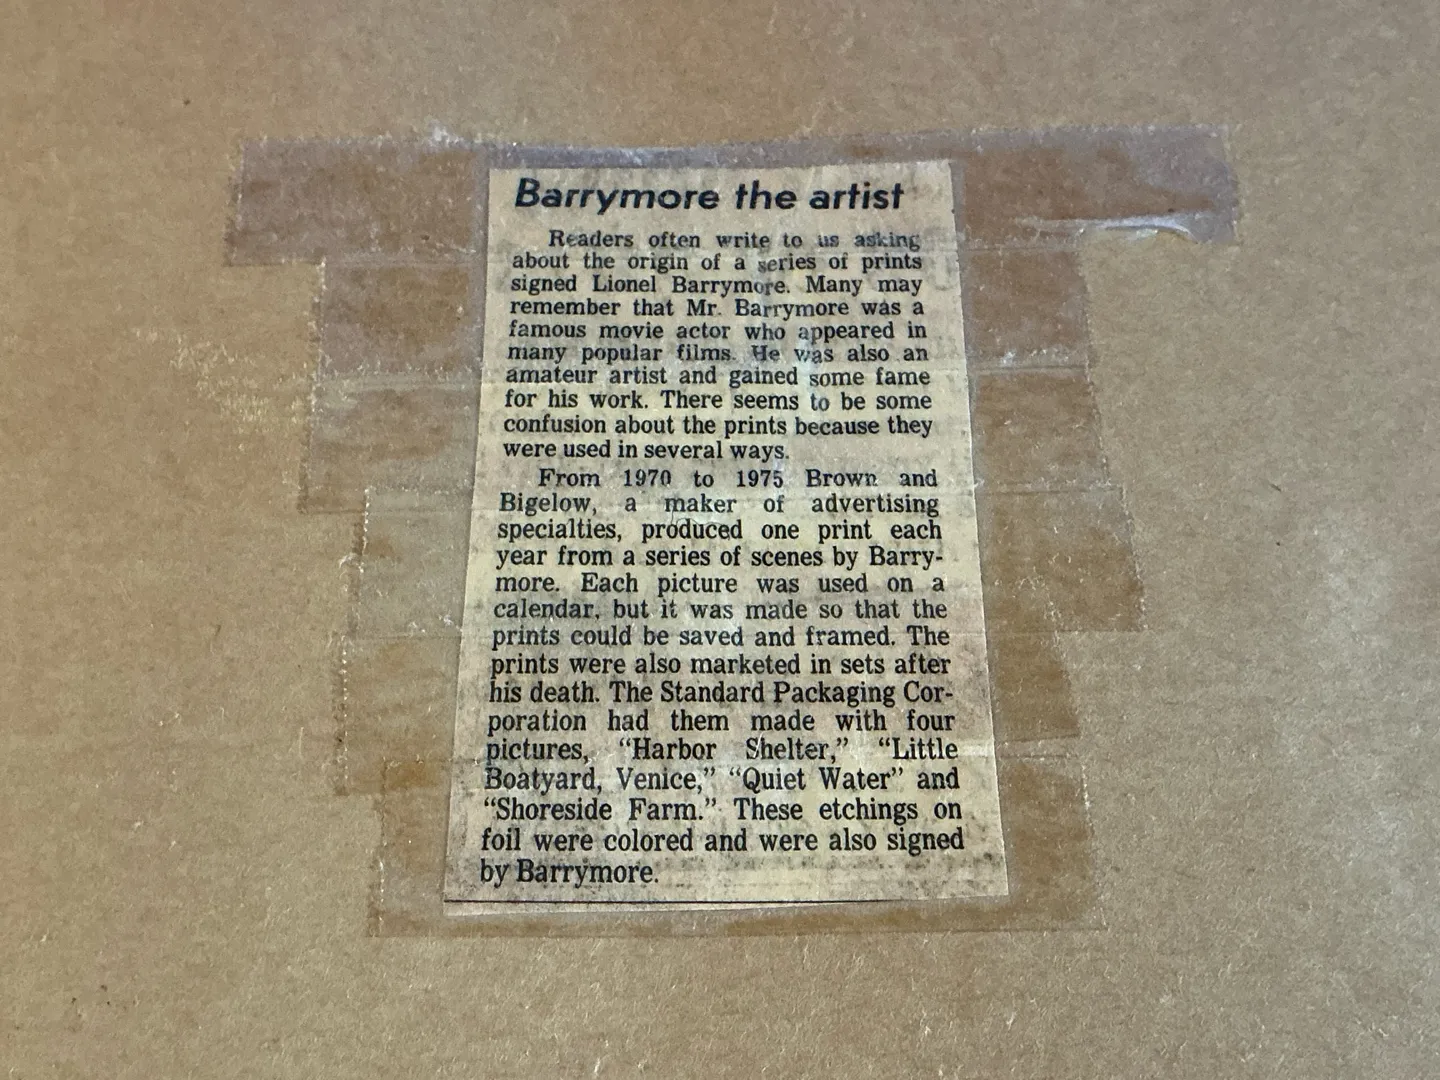 Barrymore the artist
Readers often write to us asking
about the origin of a series of prints
signed Lionel Barrymore. Many may
remember that Mr. Barrymore was a
famous movie actor who appeared in
many popular films. He was also an
amateur artist and gained some fame
for his work. There seems to be some
confusion about the prints because they
were used in several ways.
From 1970 to 1975 Brown and
Bigelow, a maker of advertising
specialties, produced one print each
year from a series of scenes by Barry-
more. Each picture was used on a
calendar, but it was made so that the
prints could be saved and framed. The
prints were also marketed in sets after
his death. The Standard Packaging Cor-
poration had them made with four
pictures, “Harbor Shelter,” “Little
Boatyard, Venice,” “Quiet Water” and
“Shoreside Farm.” These etchings on
foil were colored and were also signed
by Barrymore.